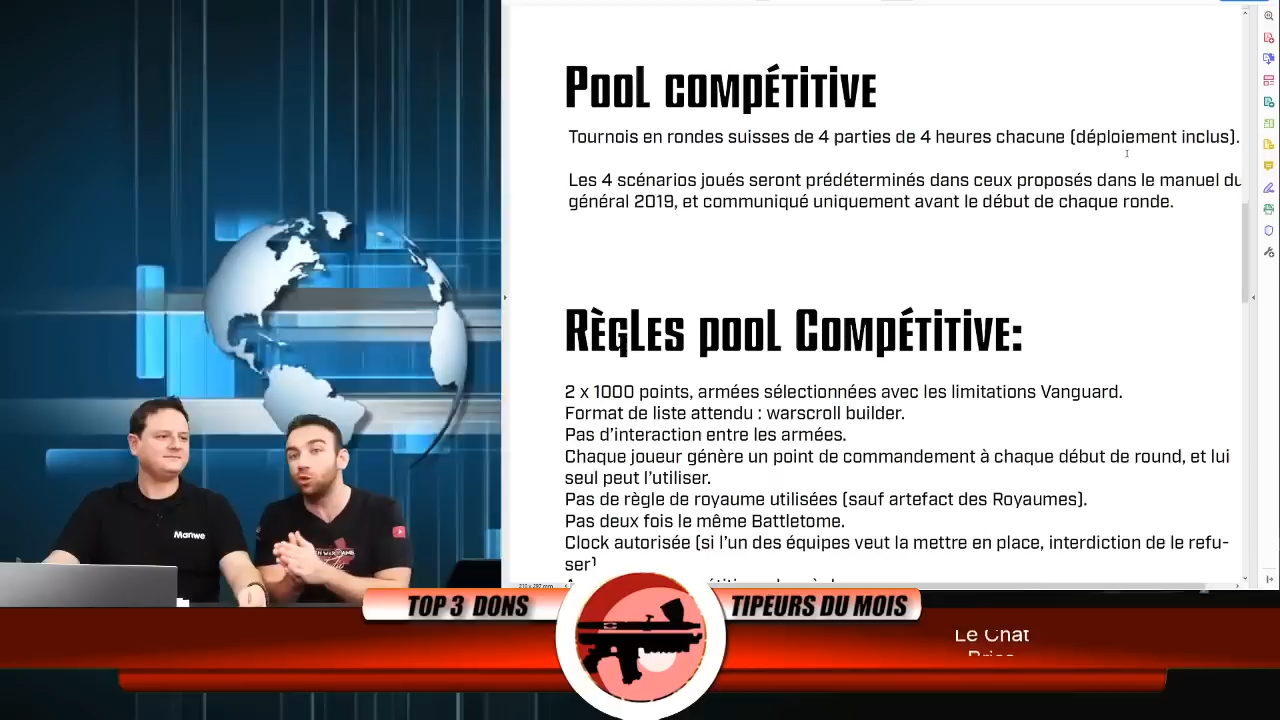 Pool compétitive
Tournois en rondes suisses de 4 parties de 4 heures chacune (déploiement inclus).
Les 4 scénarios joués seront prédéterminés dans ceux proposés dans le manuel du
général 2019, et communiqué uniquement avant le début de chaque ronde.
Règles pool Compétitive:
2 x 1000 points, armées sélectionnées avec les limitations Vanguard.
Format de liste attendu : warscroll builder.
Pas d'interaction entre les armées.
Chaque joueur génère un point de commandement à chaque début de round, et lui
seul peut l'utiliser.
Pas de règle de royaume utilisées (sauf artefact des Royaumes).
Pas deux fois le même Battletome.
Clock autorisée (si l'un des équipes veut la mettre en place, interdiction de le refu-
ser)
Manwe
TOP 3 DONS
TIPEURS DU MOIS
Le Chat